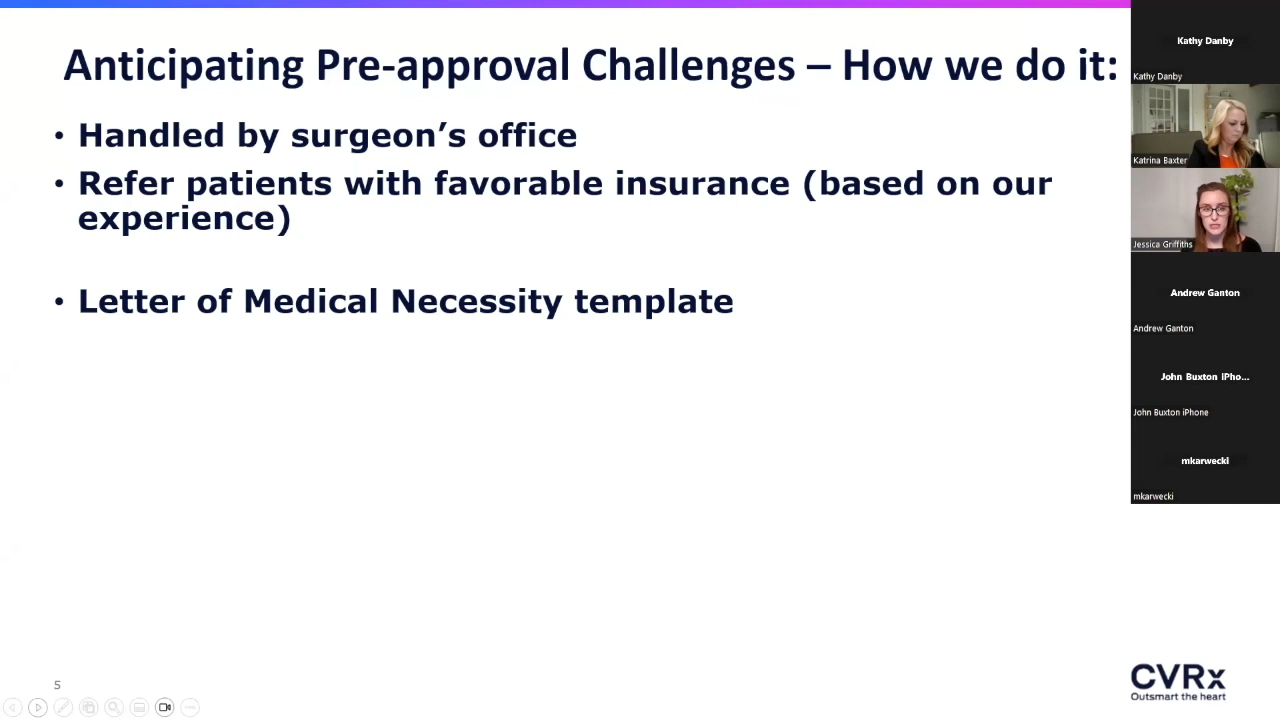 Anticipating Pre-approval Challenges – How we do it:
• Handled by surgeon’s office
• Refer patients with favorable insurance (based on our
experience)
• Letter of Medical Necessity template
5
CVRx
Outsmart the heart
Kathy Danby
Kathy Danby
Katrina Baxter
Jessica Griffiths
Andrew Ganton
Andrew Ganton
John Buxton iPho...
John Buxton iPhone
mkarwecki
mkarwecki